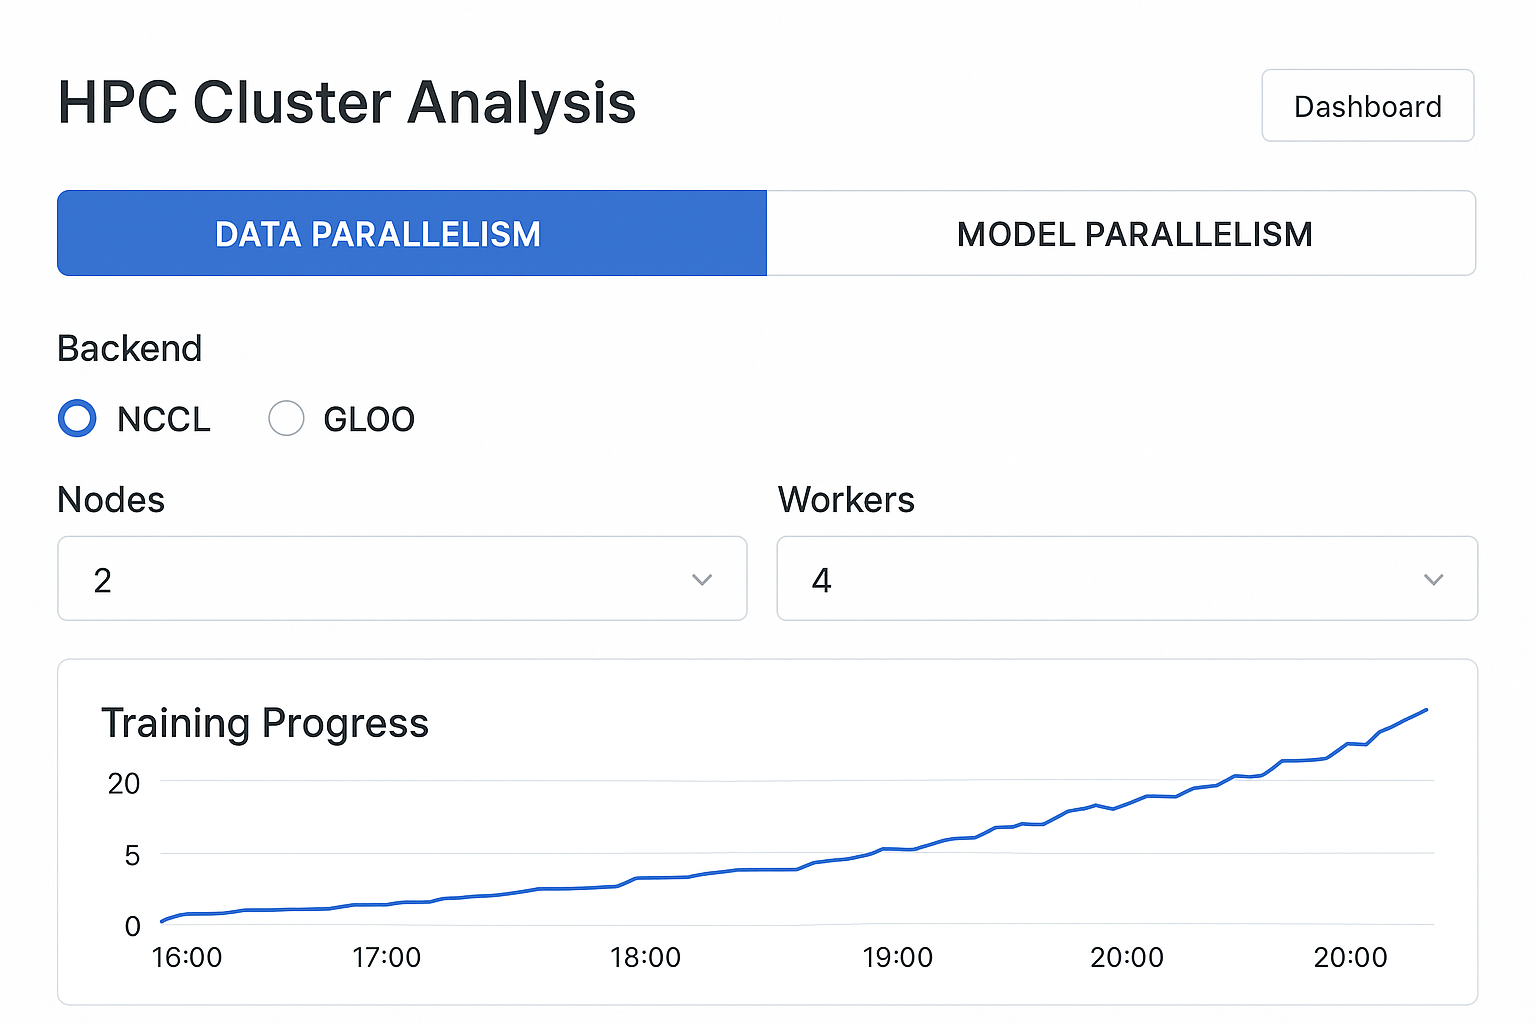 HPC Cluster Analysis
Dashboard
DATA PARALLELISM
MODEL PARALLELISM
Backend
NCCL
GLOO
Nodes
Workers
2
4
Training Progress
20
5
0
16:00
17:00
18:00
19:00
20:00
20:00